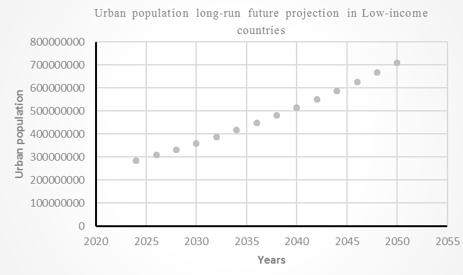 Urban population long-run future projection in Low-income
countries
800000000
700000000
600000000
500000000
400000000
300000000
200000000
100000000
0
Urban population
2020 2025 2030 2035 2040 2045 2050 2055
Years